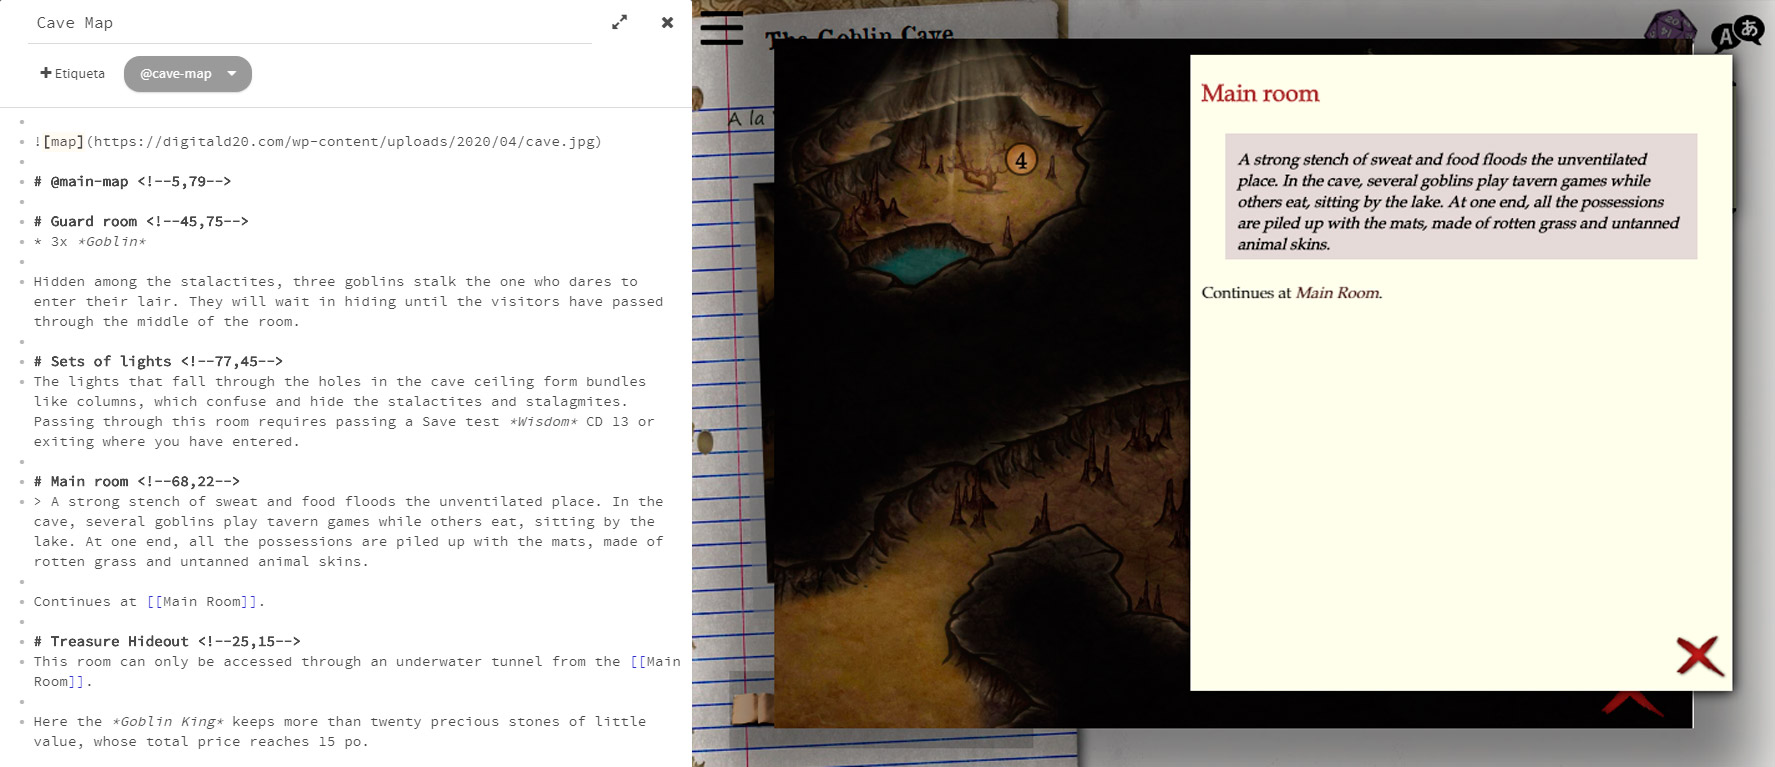 Cave Map
Etiqueta
@cave-map
![map](https://digitald20.com/wp-content/uploads/2020/04/cave.jpg)
# @main-map <!--5,79-->
# Guard room <!--45,75-->
* 3x *Goblin*
Hidden among the stalactites, three goblins stalk the one who dares to
enter their lair. They will wait in hiding until the visitors have passed
through the middle of the room.
# Sets of lights <!--77,45-->
The lights that fall through the holes in the cave ceiling form bundles
like columns, which confuse and hide the stalactites and stalagmites.
Passing through this room requires passing a Save test *Wisdom* CD 13 or
exiting where you have entered.
# Main room <!--68,22-->
> A strong stench of sweat and food floods the unventilated place. In the
cave, several goblins play tavern games while others eat, sitting by the
lake. At one end, all the possessions are piled up with the mats, made of
rotten grass and untanned animal skins.
Continues at [[Main Room]].
# Treasure Hideout <!--25,15-->
This room can only be accessed through an underwater tunnel from the [[Main
Room]].
Here the *Goblin King* keeps more than twenty precious stones of little
value, whose total price reaches 15 po.
The Goblin Cave
20
A あ
A la
4
Main room
A strong stench of sweat and food floods the unventilated
place. In the cave, several goblins play tavern games while
others eat, sitting by the lake. At one end, all the possessions
are piled up with the mats, made of rotten grass and untanned
animal skins.
Continues at Main Room.